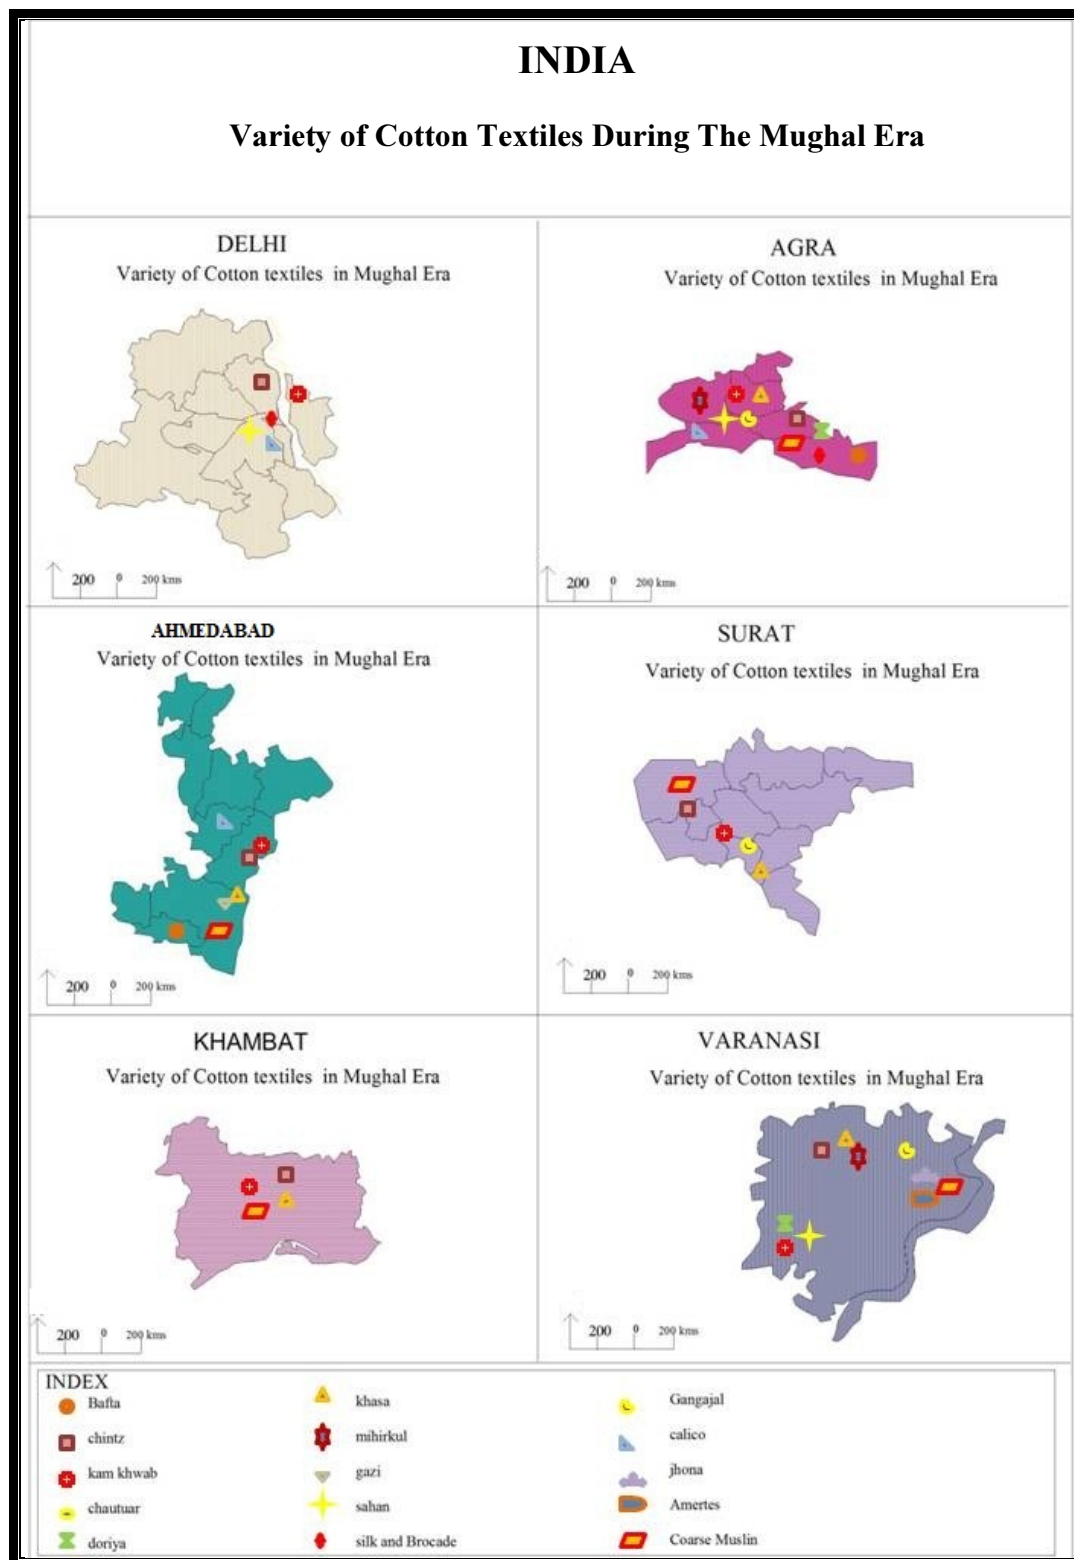 INDIA
Variety of Cotton Textiles During The Mughal Era
DELHI
Variety of Cotton textiles in Mughal Era
200 0 200 kms
AGRA
Variety of Cotton textiles in Mughal Era
200 0 200 kms
AHMEDABAD
Variety of Cotton textiles in Mughal Era
200 0 200 kms
SURAT
Variety of Cotton textiles in Mughal Era
200 0 200 kms
KHAMBAT
Variety of Cotton textiles in Mughal Era
200 0 200 kms
VARANASI
Variety of Cotton textiles in Mughal Era
200 0 200 kms
INDEX
Bafta
chintz
kam khwab
chautuar
doriya
khasa
mihirkul
gazi
sahan
silk and Brocade
Gangajal
calico
jhona
Amertes
Coarse Muslin